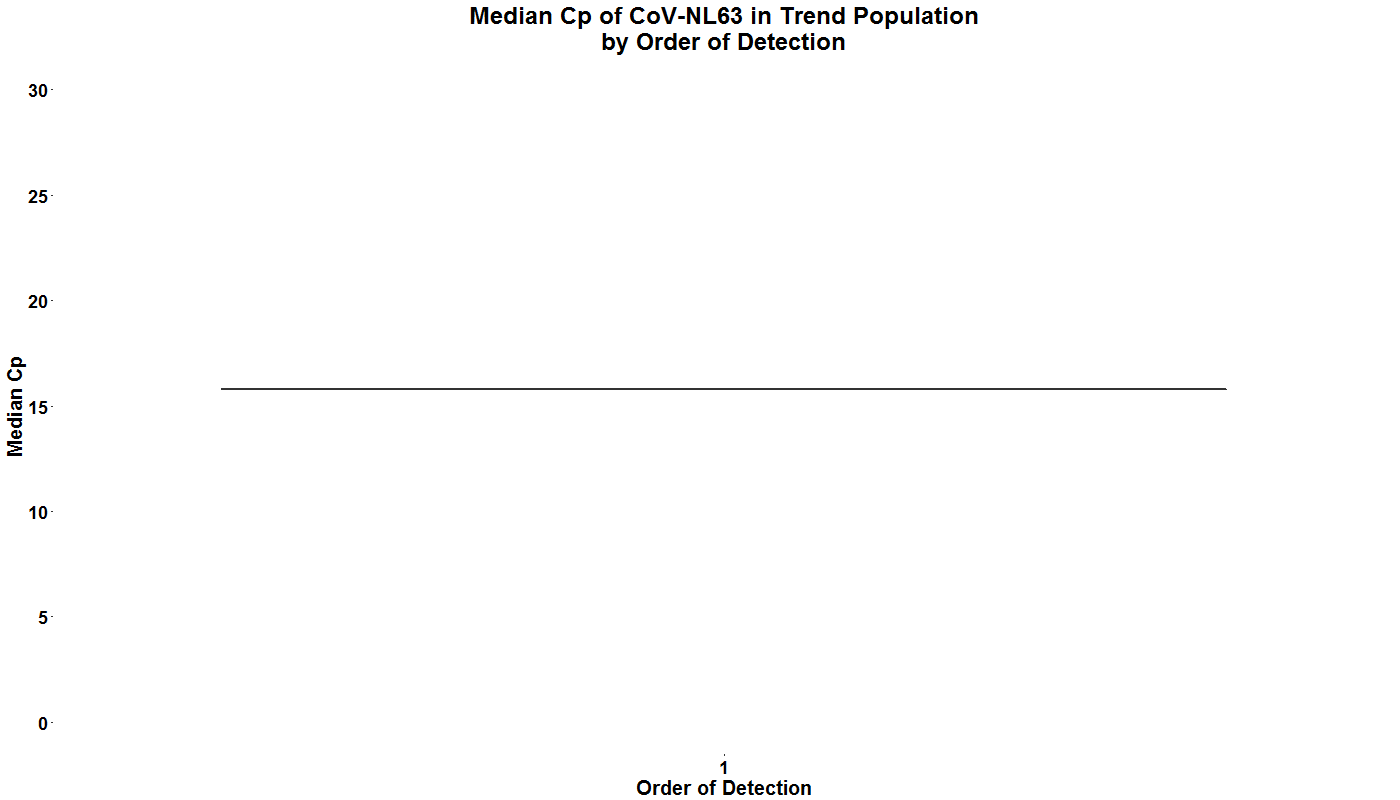 Median Cp of CoV-NL63 in Trend Population
by Order of Detection
30
25
20
15
10
5
0
Median Cp
1
Order of Detection